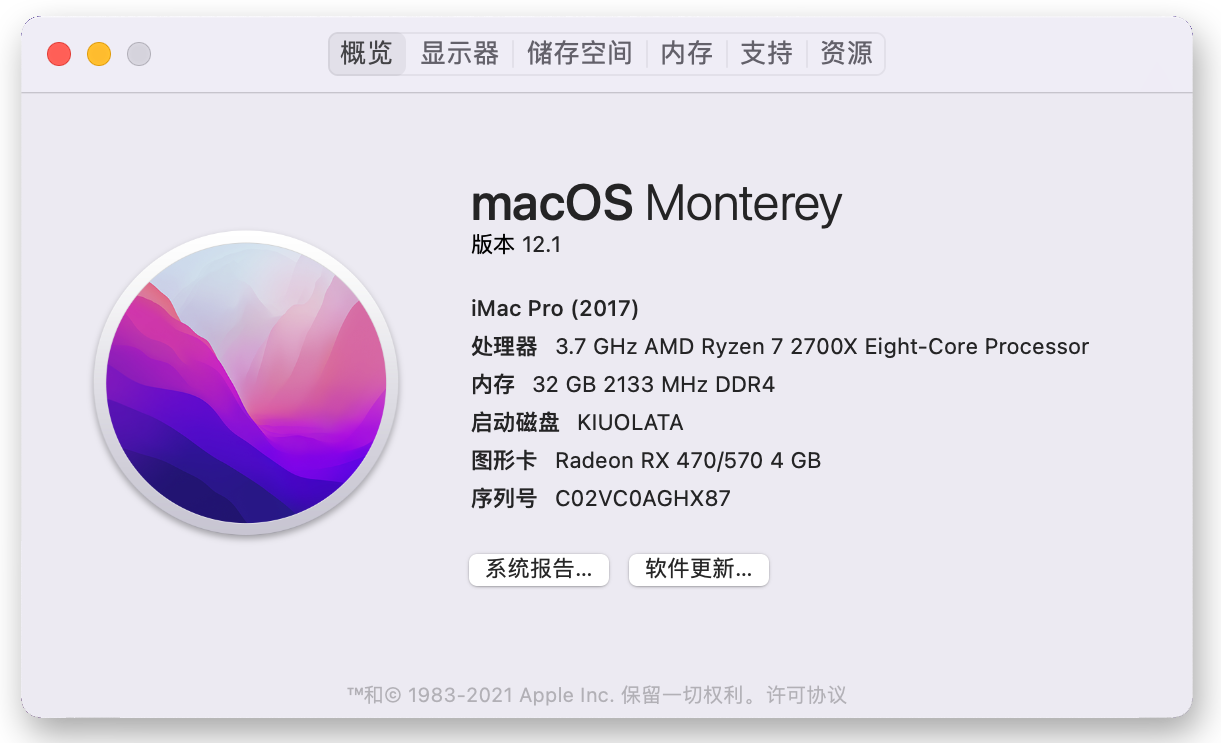 概览 显示器 储存空间 内存 支持 资源
macOS Monterey
版本 12.1
iMac Pro (2017)
处理器 3.7 GHz AMD Ryzen 7 2700X Eight-Core Processor
内存 32 GB 2133 MHz DDR4
启动磁盘 KIUOLATA
图形卡 Radeon RX 470/570 4 GB
序列号 C02VC0AGHX87
系统报告... 软件更新...
™和© 1983-2021 Apple Inc. 保留一切权利。许可协议